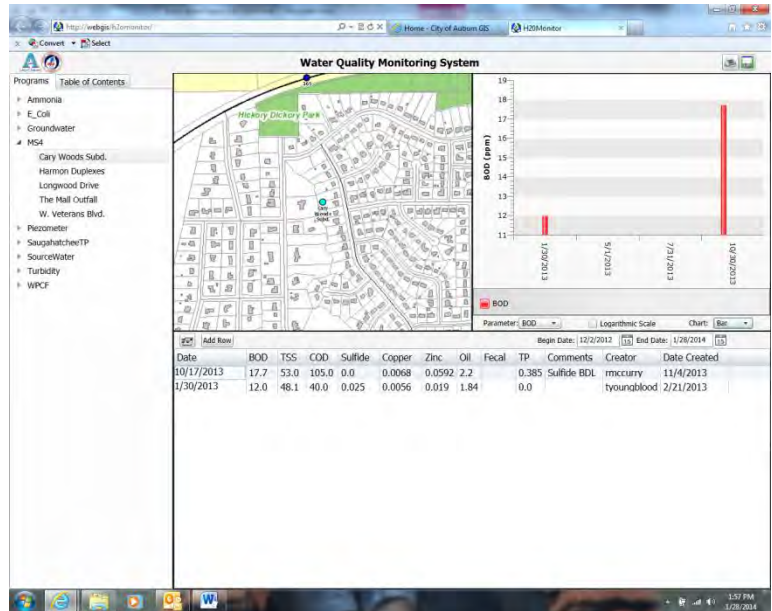 http://webgis/h2omonitor/
Home - City of Auburn GIS
H20Monitor
x Convert Select
Water Quality Monitoring System
Programs Table of Contents
Ammonia
E_Coli
Groundwater
MS4
Cary Woods Subd.
Harmon Duplexes
Longwood Drive
The Mall Outfall
W. Veterans Blvd.
Piezometer
SaugahatcheeTP
SourceWater
Turbidity
WPCF
Hickory Dickory Park
Cary
Woods
Subd.
BOD (ppm)
19
18
17
16
15
14
13
12
11
1/20/2013
5/1/2013
7/31/2013
10/30/2013
BOD
Parameter: BOD Logarithmic Scale Chart: Bar
Add Row Begin Date: 12/2/2012 15 End Date: 1/28/2014 15
Date BOD TSS COD Sulfide Copper Zinc Oil Fecal TP Comments Creator Date Created
10/17/2013 17.7 53.0 105.0 0.0 0.0068 0.0592 2.2 0.385 Sulfide BDL rmccurry 11/4/2013
1/30/2013 12.0 48.1 40.0 0.025 0.0056 0.019 1.84 0.0 tyoungblood 2/21/2013
1:57 PM
1/28/2014